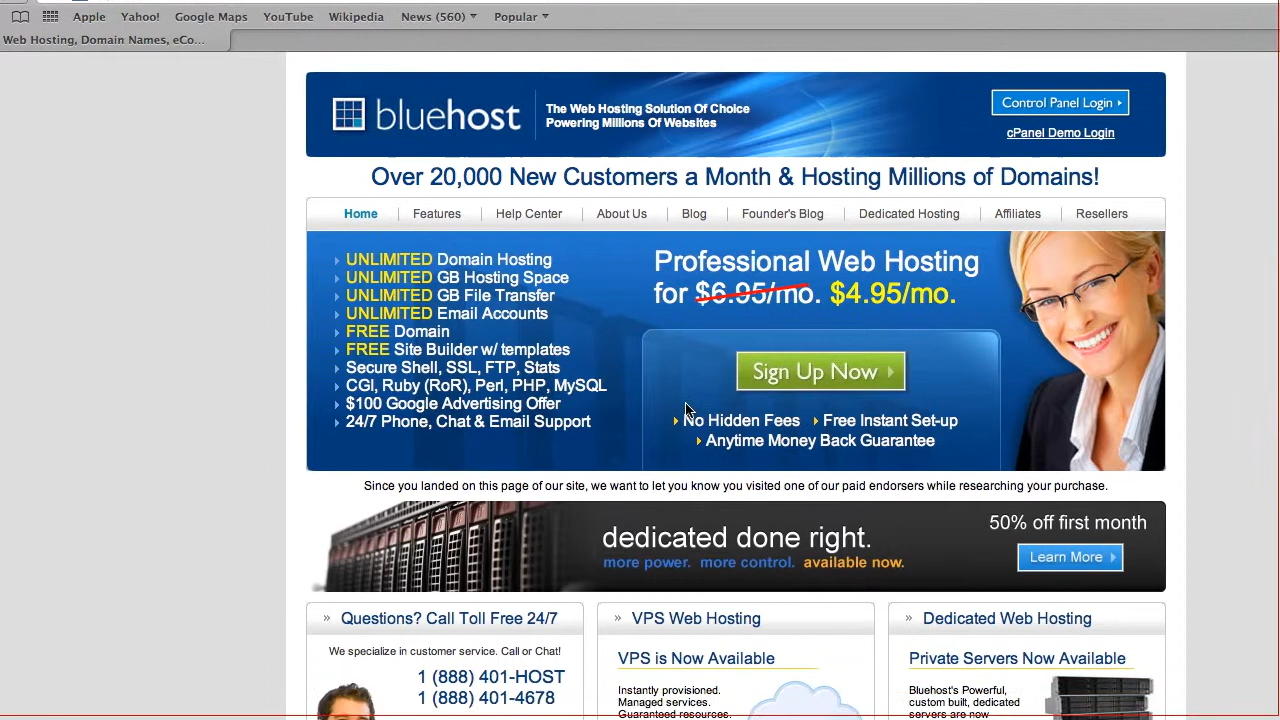 Apple Yahoo! Google Maps YouTube Wikipedia News (560) Popular
Web Hosting, Domain Names, eCo...
bluehost
The Web Hosting Solution Of Choice
Powering Millions Of Websites
Control Panel Login
cPanel Demo Login
Over 20,000 New Customers a Month & Hosting Millions of Domains!
Home Features Help Center About Us Blog Founder's Blog Dedicated Hosting Affiliates Resellers
UNLIMITED Domain Hosting
UNLIMITED GB Hosting Space
UNLIMITED GB File Transfer
UNLIMITED Email Accounts
FREE Domain
FREE Site Builder w/ templates
Secure Shell, SSL, FTP, Stats
CGI, Ruby (RoR), Perl, PHP, MySQL
$100 Google Advertising Offer
24/7 Phone, Chat & Email Support
Professional Web Hosting
for $6.95/mo. $4.95/mo.
Sign Up Now
No Hidden Fees Free Instant Set-up
Anytime Money Back Guarantee
Since you landed on this page of our site, we want to let you know you visited one of our paid endorsers while researching your purchase.
dedicated done right.
more power. more control. available now.
50% off first month
Learn More
» Questions? Call Toll Free 24/7
We specialize in customer service. Call or Chat!
1 (888) 401-HOST
1 (888) 401-4678
» VPS Web Hosting
VPS is Now Available
Instantly provisioned.
Managed services.
Guaranteed resources.
» Dedicated Web Hosting
Private Servers Now Available
Bluehost's Powerful,
custom built, dedicated
servers are now